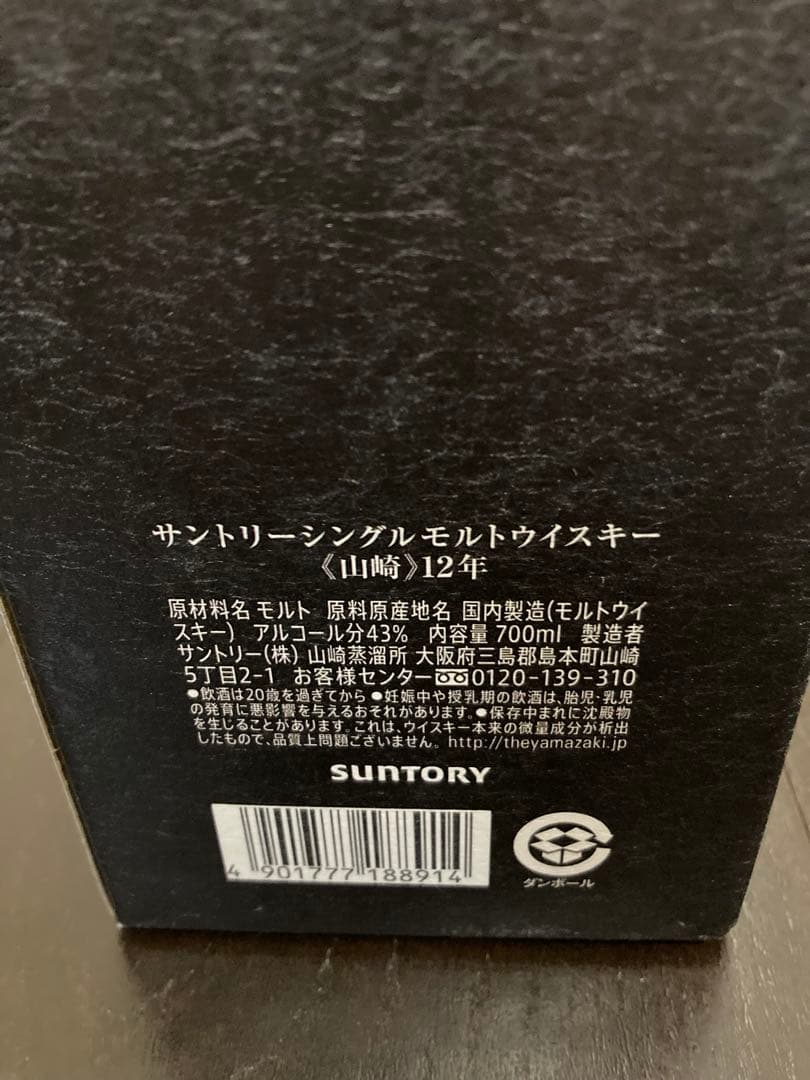 サントリーシングルモルトウイスキー
《山崎》12年
原材料名 モルト 原料原産地名 国内製造(モルトウイ
スキー) アルコール分43% 内容量 700ml 製造者
サントリー(株) 山崎蒸溜所 大阪府三島郡島本町山崎
5丁目2-1 お客様センター 0120-139-310
●飲酒は20歳を過ぎてから ●妊娠中や授乳期の飲酒は、胎児・乳児
の発育に悪影響を与えるおそれがあります。●保存中まれに沈殿物
を生じることがあります。これは、ウイスキー本来の微量成分が析出
したもので、品質上問題ございません。 http://theyamazaki.jp
SUNTORY
4 901777 188914
ダンボール